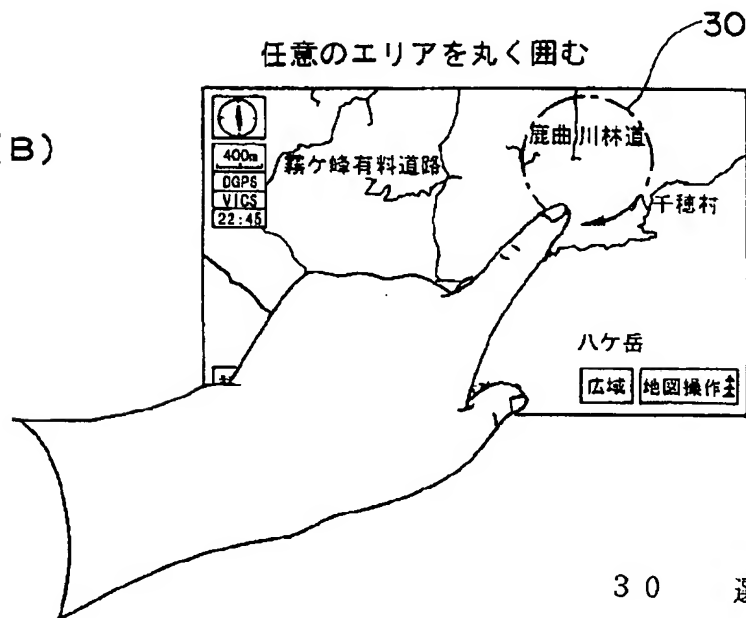 30
任意のエリアを丸く囲む
B)
400m
鹿曲川林道
霧ケ峰有料道路
DGPS
VICS
22:45
千穂村
八ケ岳
広域
地図操作
30